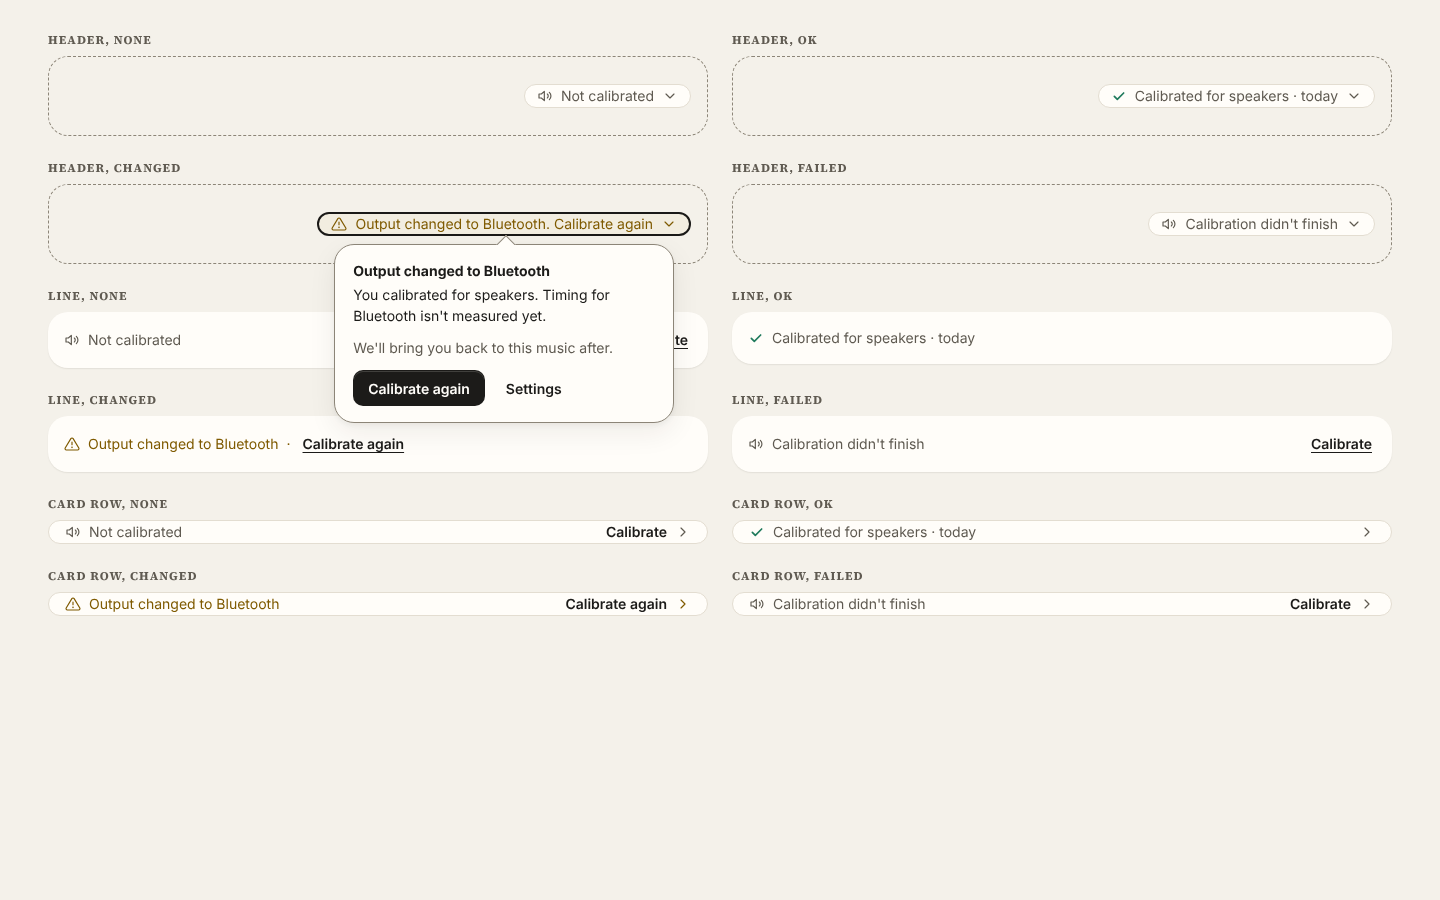 HEADER, NONE
Not calibrated
HEADER, OK
Calibrated for speakers · today
HEADER, CHANGED
Output changed to Bluetooth. Calibrate again
HEADER, FAILED
Calibration didn't finish
Output changed to Bluetooth
You calibrated for speakers. Timing for
Bluetooth isn't measured yet.
We'll bring you back to this music after.
Calibrate again
Settings
LINE, NONE
Not calibrated
LINE, OK
Calibrated for speakers · today
LINE, CHANGED
Output changed to Bluetooth · Calibrate again
LINE, FAILED
Calibration didn't finish
Calibrate
CARD ROW, NONE
Not calibrated
Calibrate
CARD ROW, OK
Calibrated for speakers · today
CARD ROW, CHANGED
Output changed to Bluetooth
Calibrate again
CARD ROW, FAILED
Calibration didn't finish
Calibrate